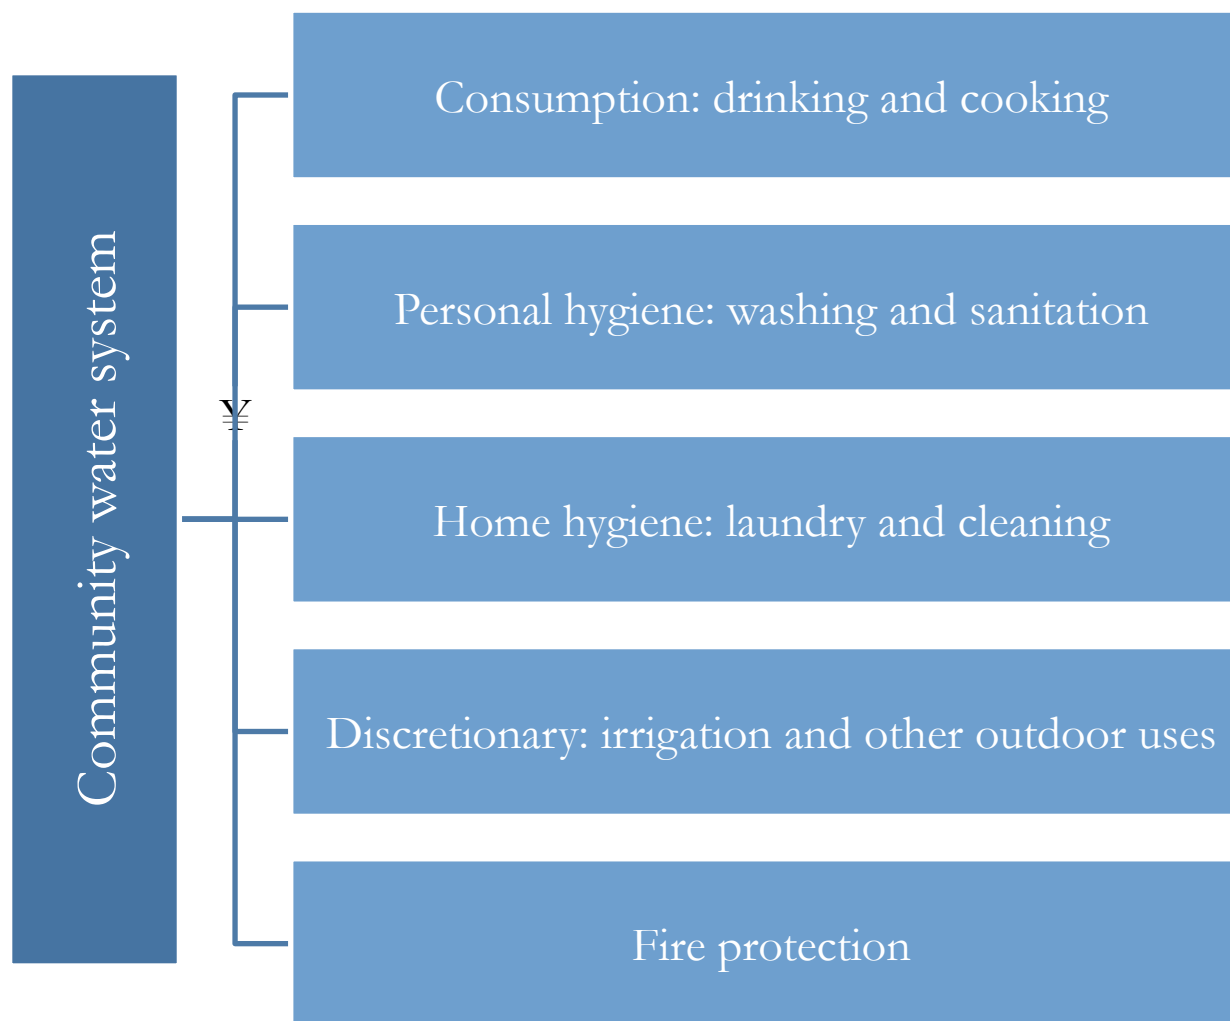 Community water system
¥
Consumption: drinking and cooking
Personal hygiene: washing and sanitation
Home hygiene: laundry and cleaning
Discretionary: irrigation and other outdoor uses
Fire protection